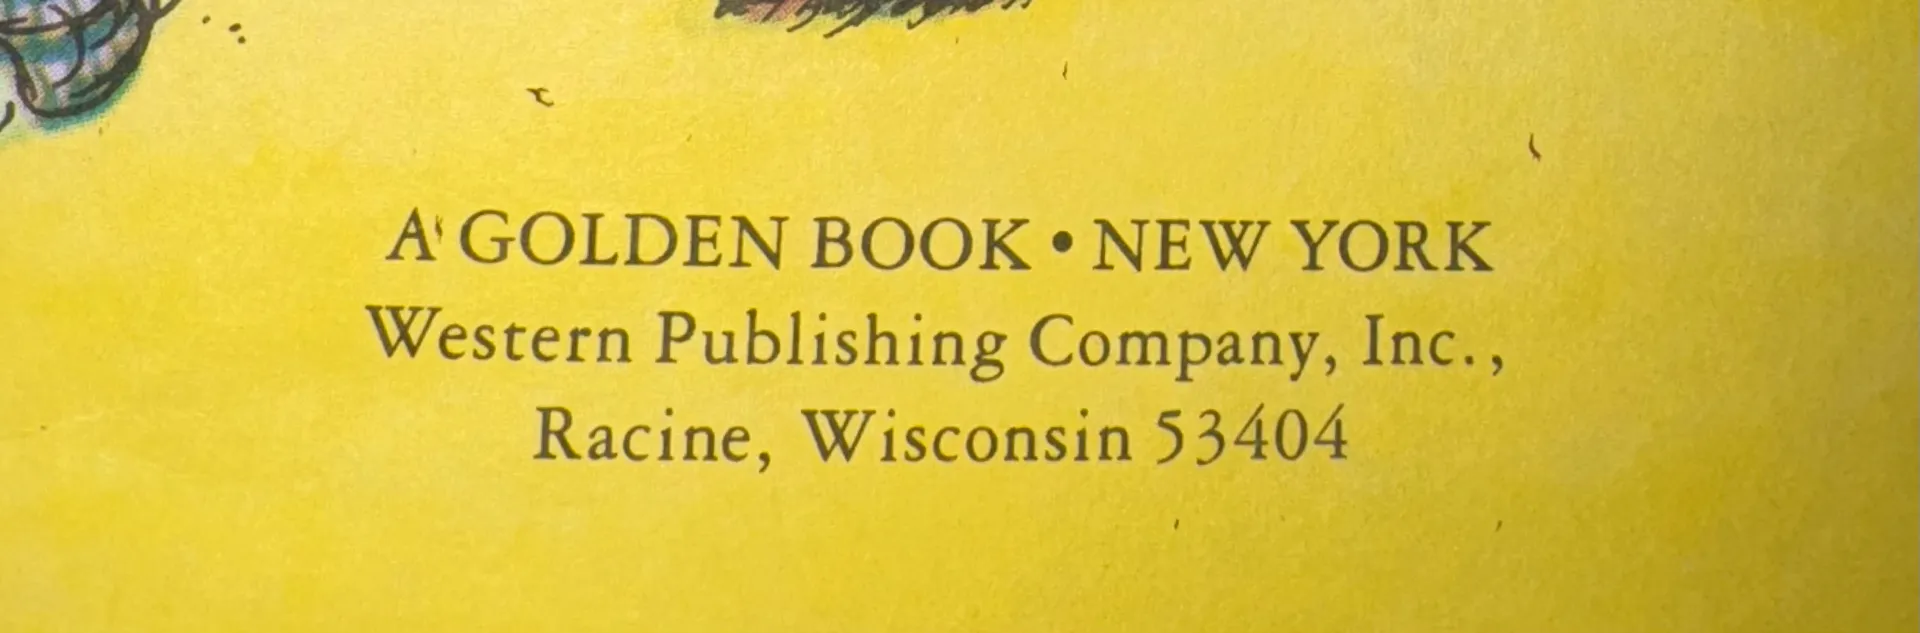 A GOLDEN BOOK • NEW YORK
Western Publishing Company, Inc.,
Racine, Wisconsin 53404